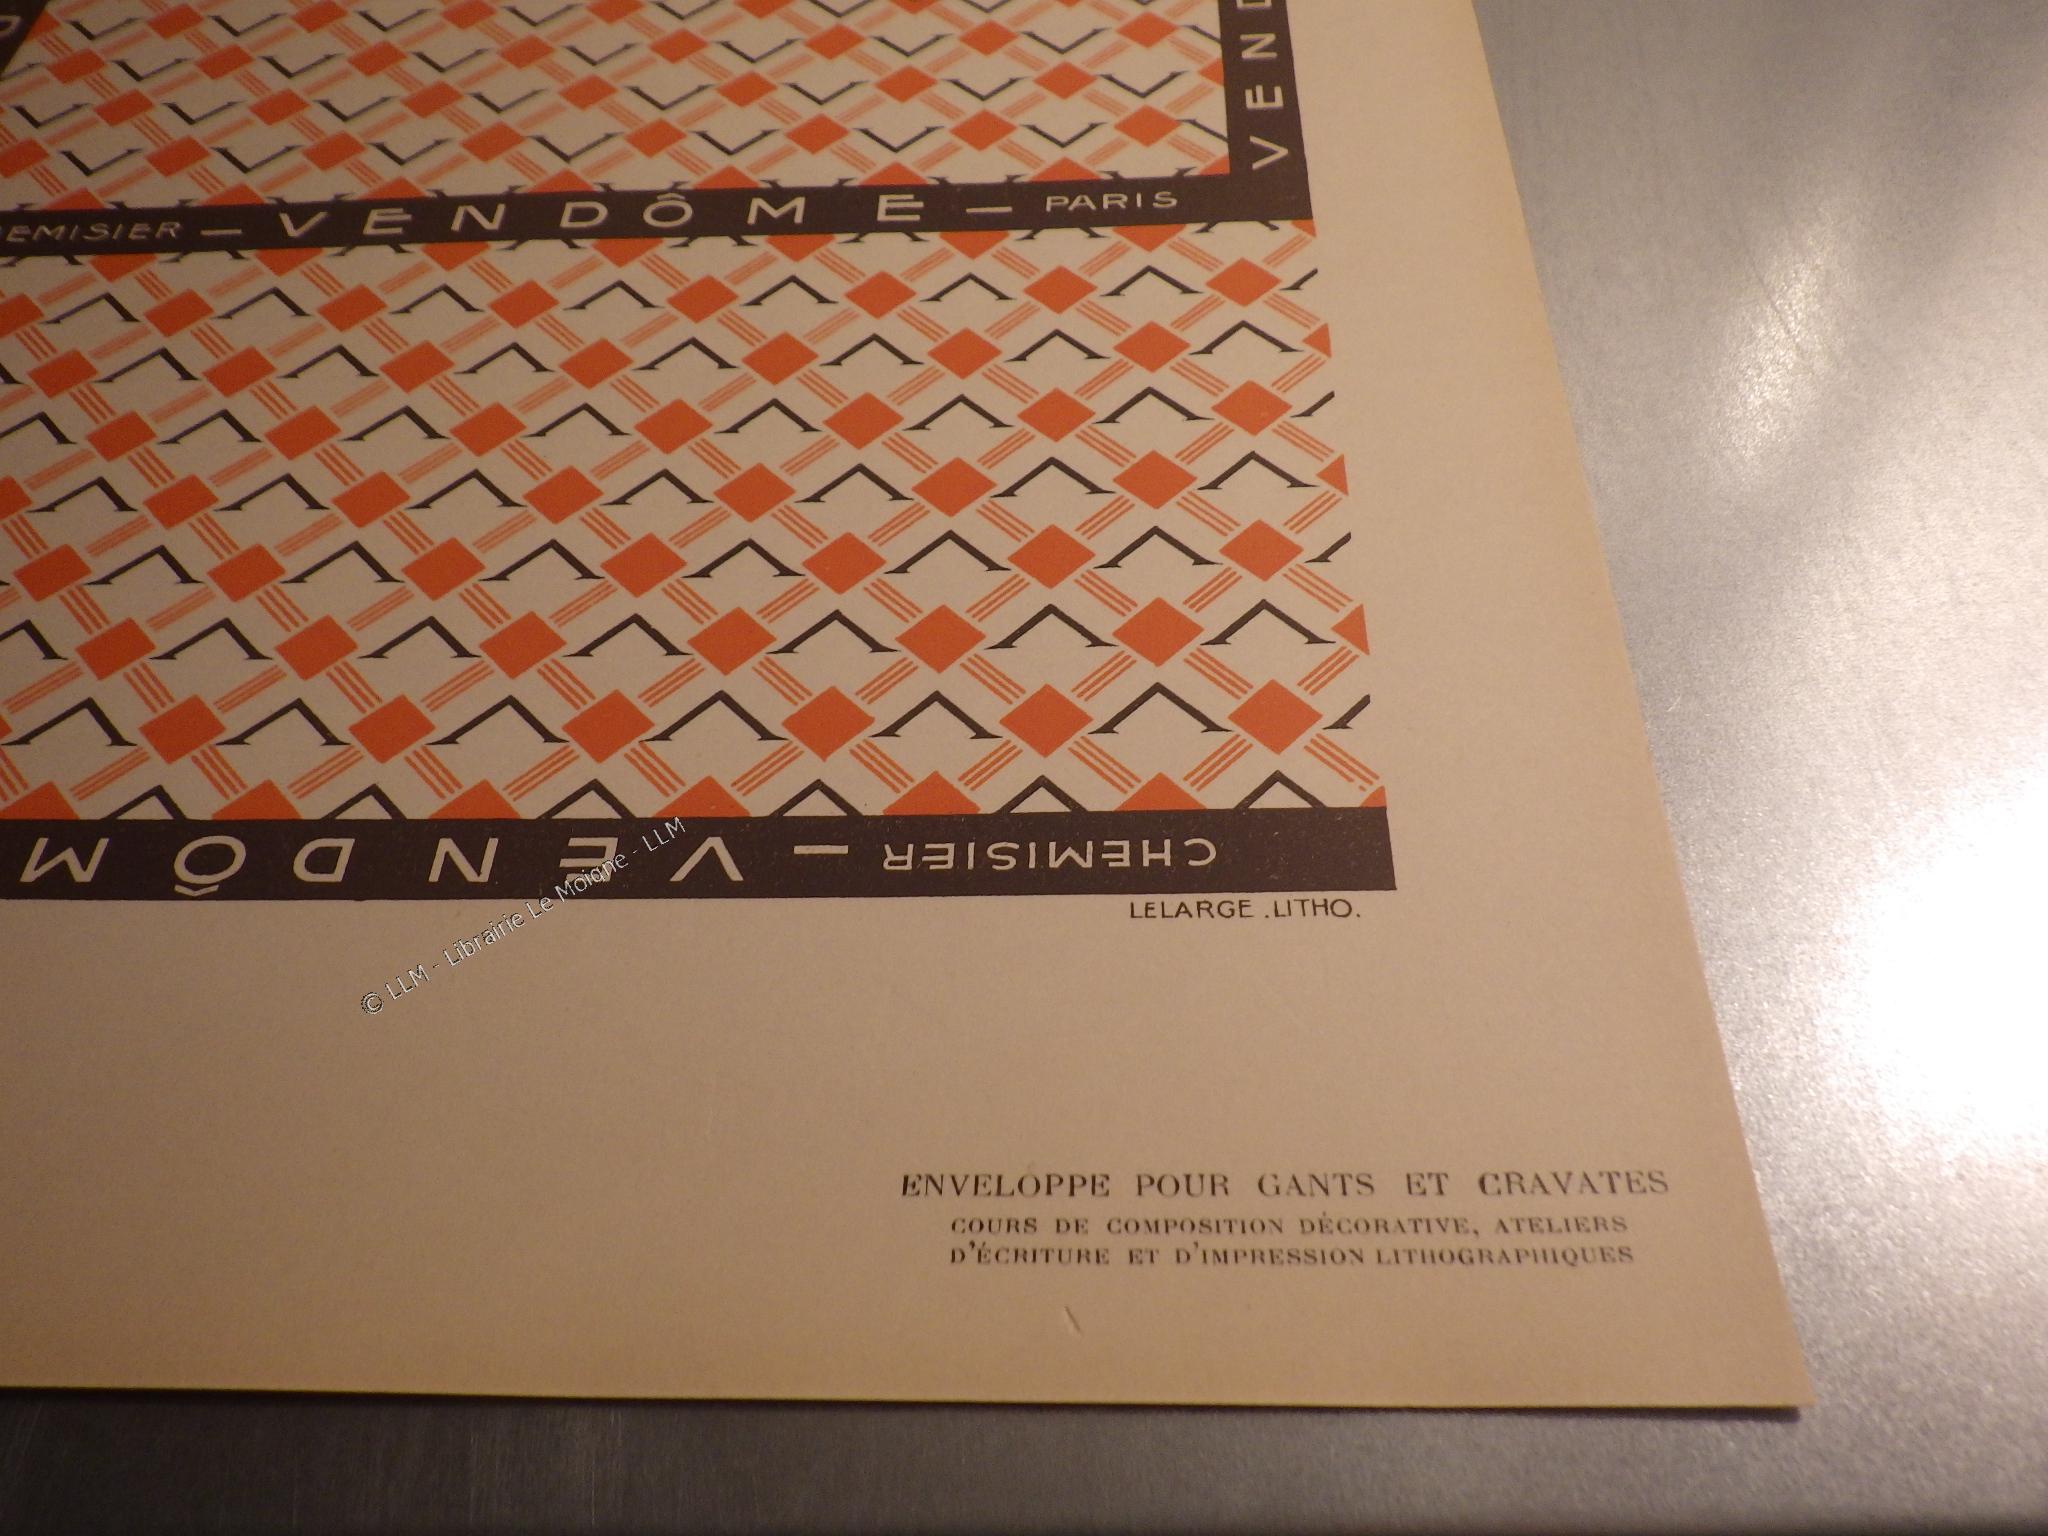 VEND
HEMISIER — VENDÔME — PARIS
CHEMISIER — VENDÔM
LELARGE . LITHO.
© LLM - Librairie Le Moigne - LLM
ENVELOPPE POUR GANTS ET CRAVATES
COURS DE COMPOSITION DÉCORATIVE, ATELIERS
D'ÉCRITURE ET D'IMPRESSION LITHOGRAPHIQUES